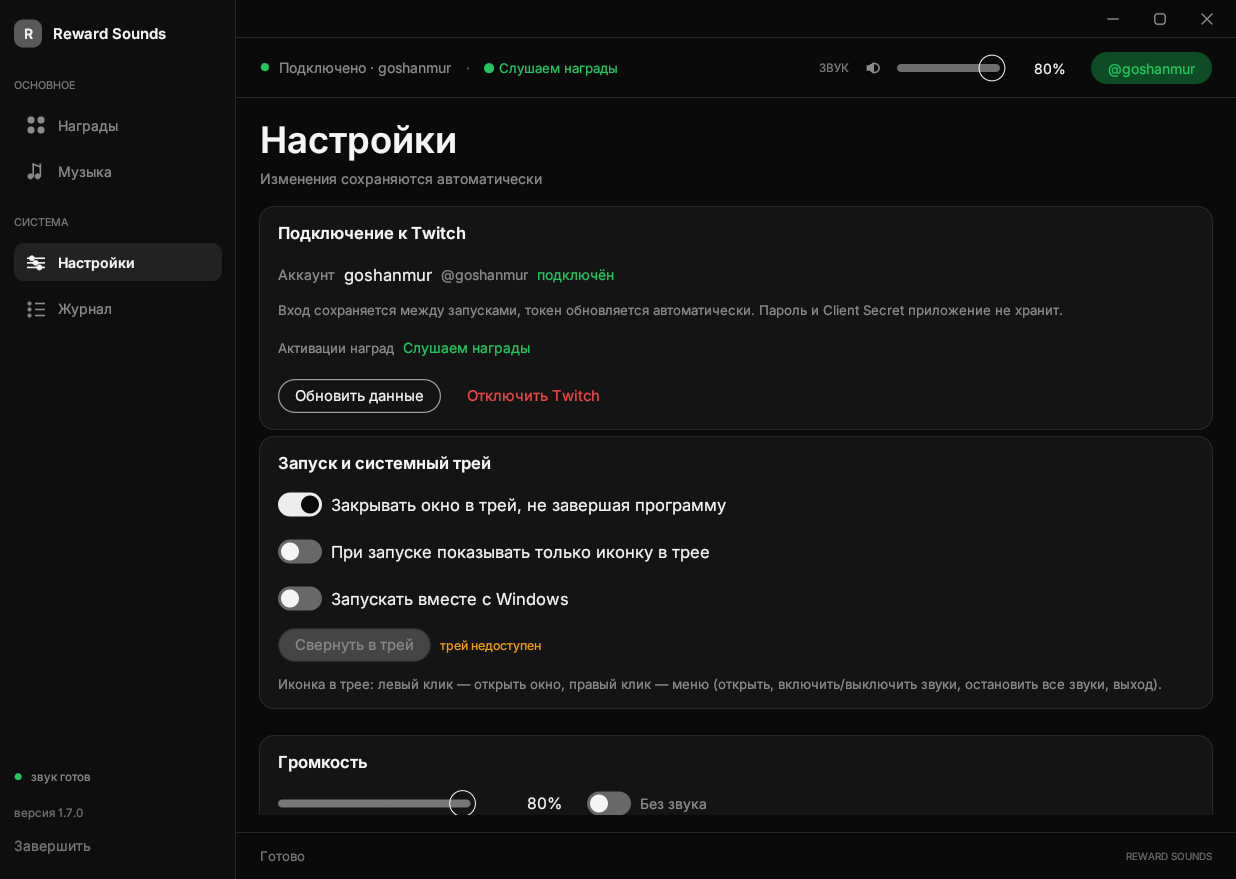 R Reward Sounds
ОСНОВНОЕ
Награды
Музыка
СИСТЕМА
Настройки
Журнал
звук готов
версия 1.7.0
Завершить
Подключено · goshanmur · Слушаем награды
ЗВУК 80% @goshanmur
Настройки
Изменения сохраняются автоматически
Подключение к Twitch
Аккаунт goshanmur @goshanmur подключён
Вход сохраняется между запусками, токен обновляется автоматически. Пароль и Client Secret приложение не хранит.
Активации наград Слушаем награды
Обновить данные Отключить Twitch
Запуск и системный трей
Закрывать окно в трей, не завершая программу
При запуске показывать только иконку в трее
Запускать вместе с Windows
Свернуть в трей трей недоступен
Иконка в трее: левый клик — открыть окно, правый клик — меню (открыть, включить/выключить звуки, остановить все звуки, выход).
Громкость
80% Без звука
Готово REWARD SOUNDS